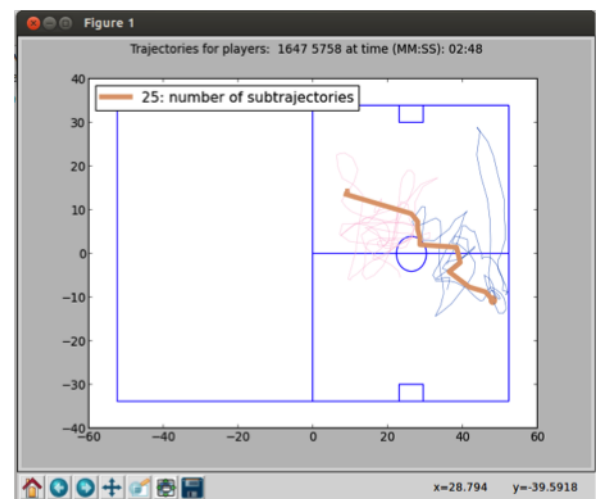 Figure 1
Trajectories for players: 1647 5758 at time (MM:SS): 02:48
25: number of subtrajectories
40
30
20
10
0
−10
−20
−30
−40
−60 −40 −20 0 20 40 60
x=28.794 y=-39.5918